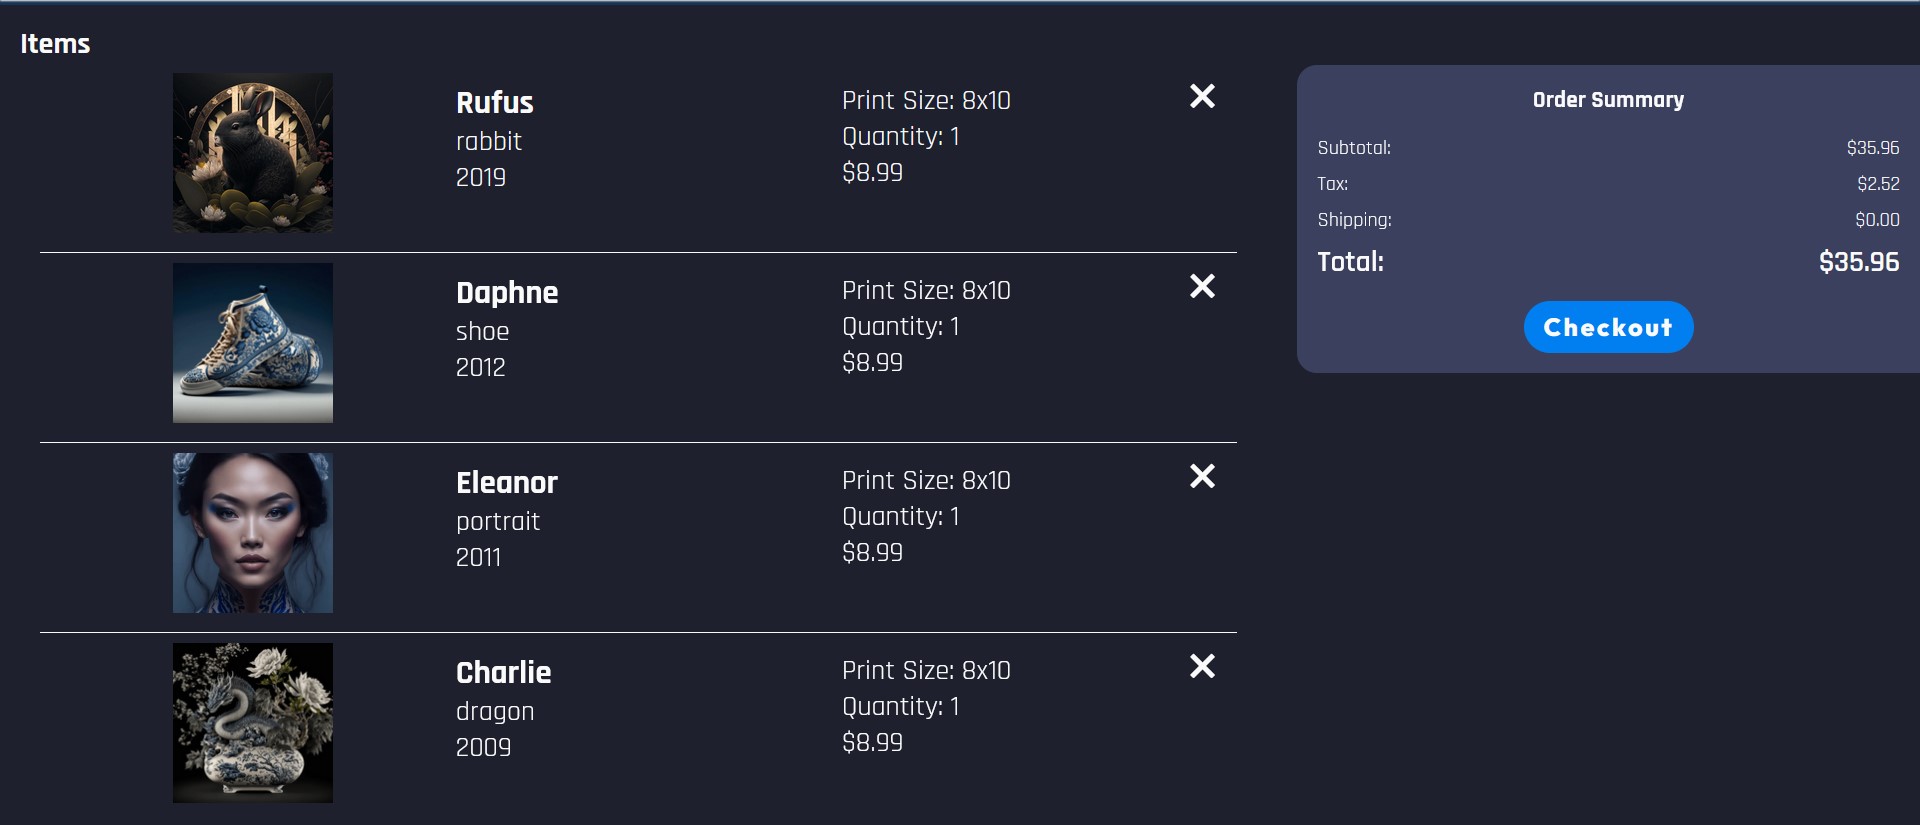 Items
Rufus
rabbit
2019
Print Size: 8x10
Quantity: 1
$8.99
Daphne
shoe
2012
Print Size: 8x10
Quantity: 1
$8.99
Eleanor
portrait
2011
Print Size: 8x10
Quantity: 1
$8.99
Charlie
dragon
2009
Print Size: 8x10
Quantity: 1
$8.99
Order Summary
Subtotal: $35.96
Tax: $2.52
Shipping: $0.00
Total: $35.96
Checkout